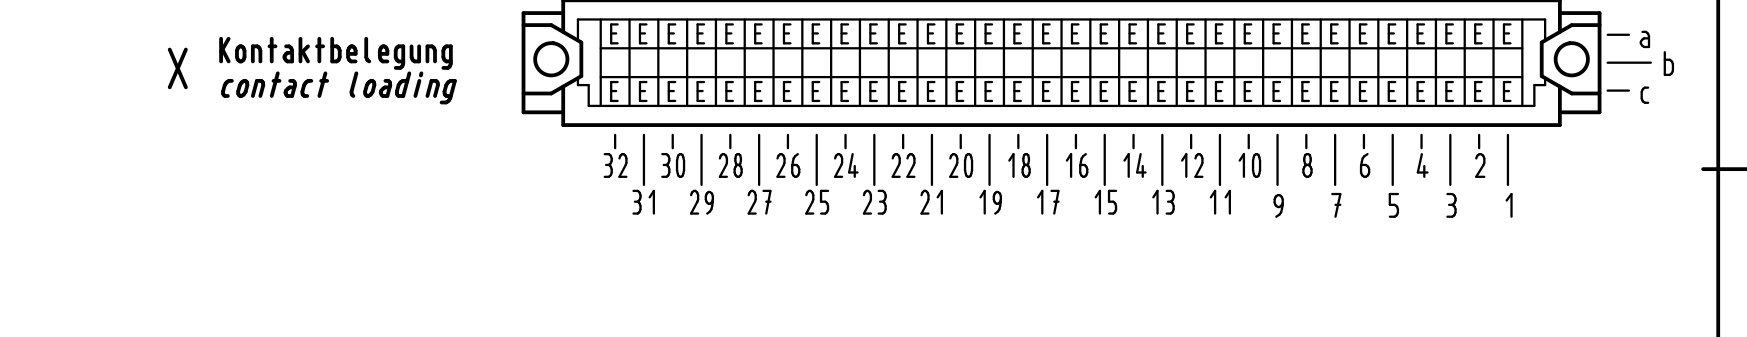 X
Kontaktbelegung
contact loading
E E E E E E E E E E E E E E E E E E E E E E E E E E E E E E E E
a
b
E E E E E E E E E E E E E E E E E E E E E E E E E E E E E E E E
c
32 30 28 26 24 22 20 18 16 14 12 10 8 6 4 2
31 29 27 25 23 21 19 17 15 13 11 9 7 5 3 1